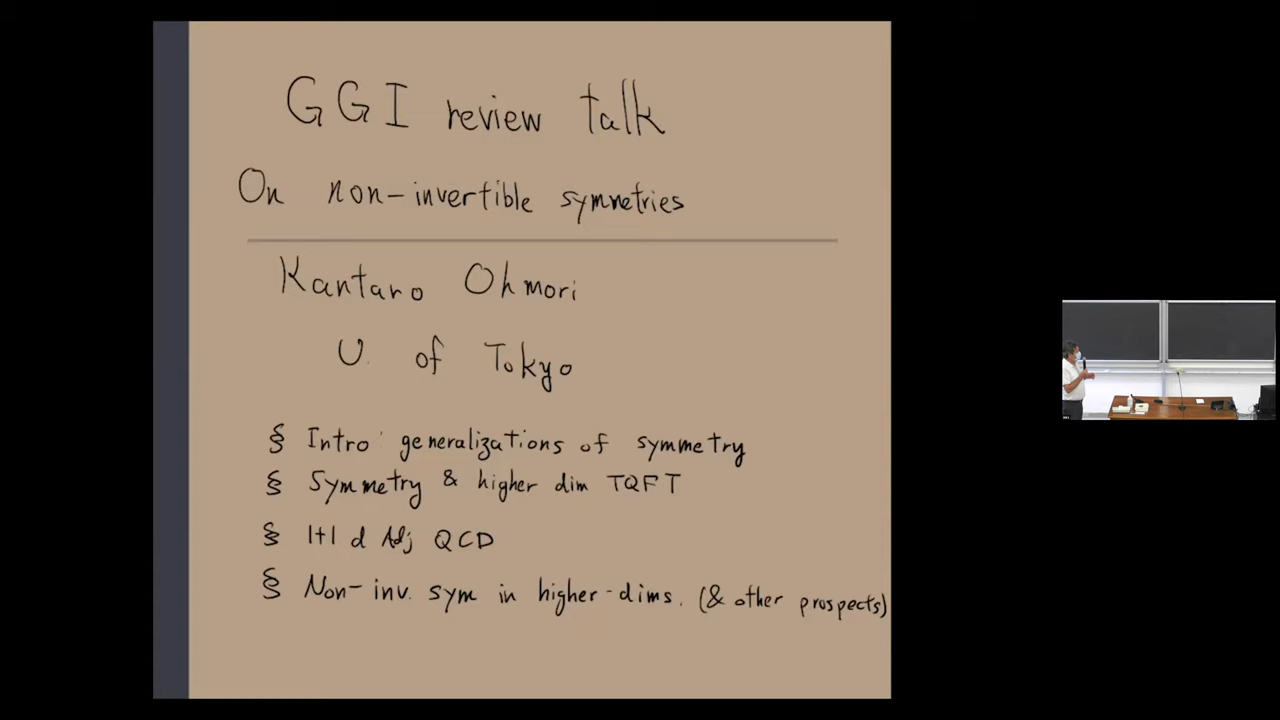 GGI review talk
On non-invertible symmetries
Kantaro Ohmori
U. of Tokyo
§ Intro: generalizations of symmetry
§ Symmetry & higher dim TQFT
§ 1+1 d Adj QCD
§ Non-inv. sym in higher-dims. (& other prospects)